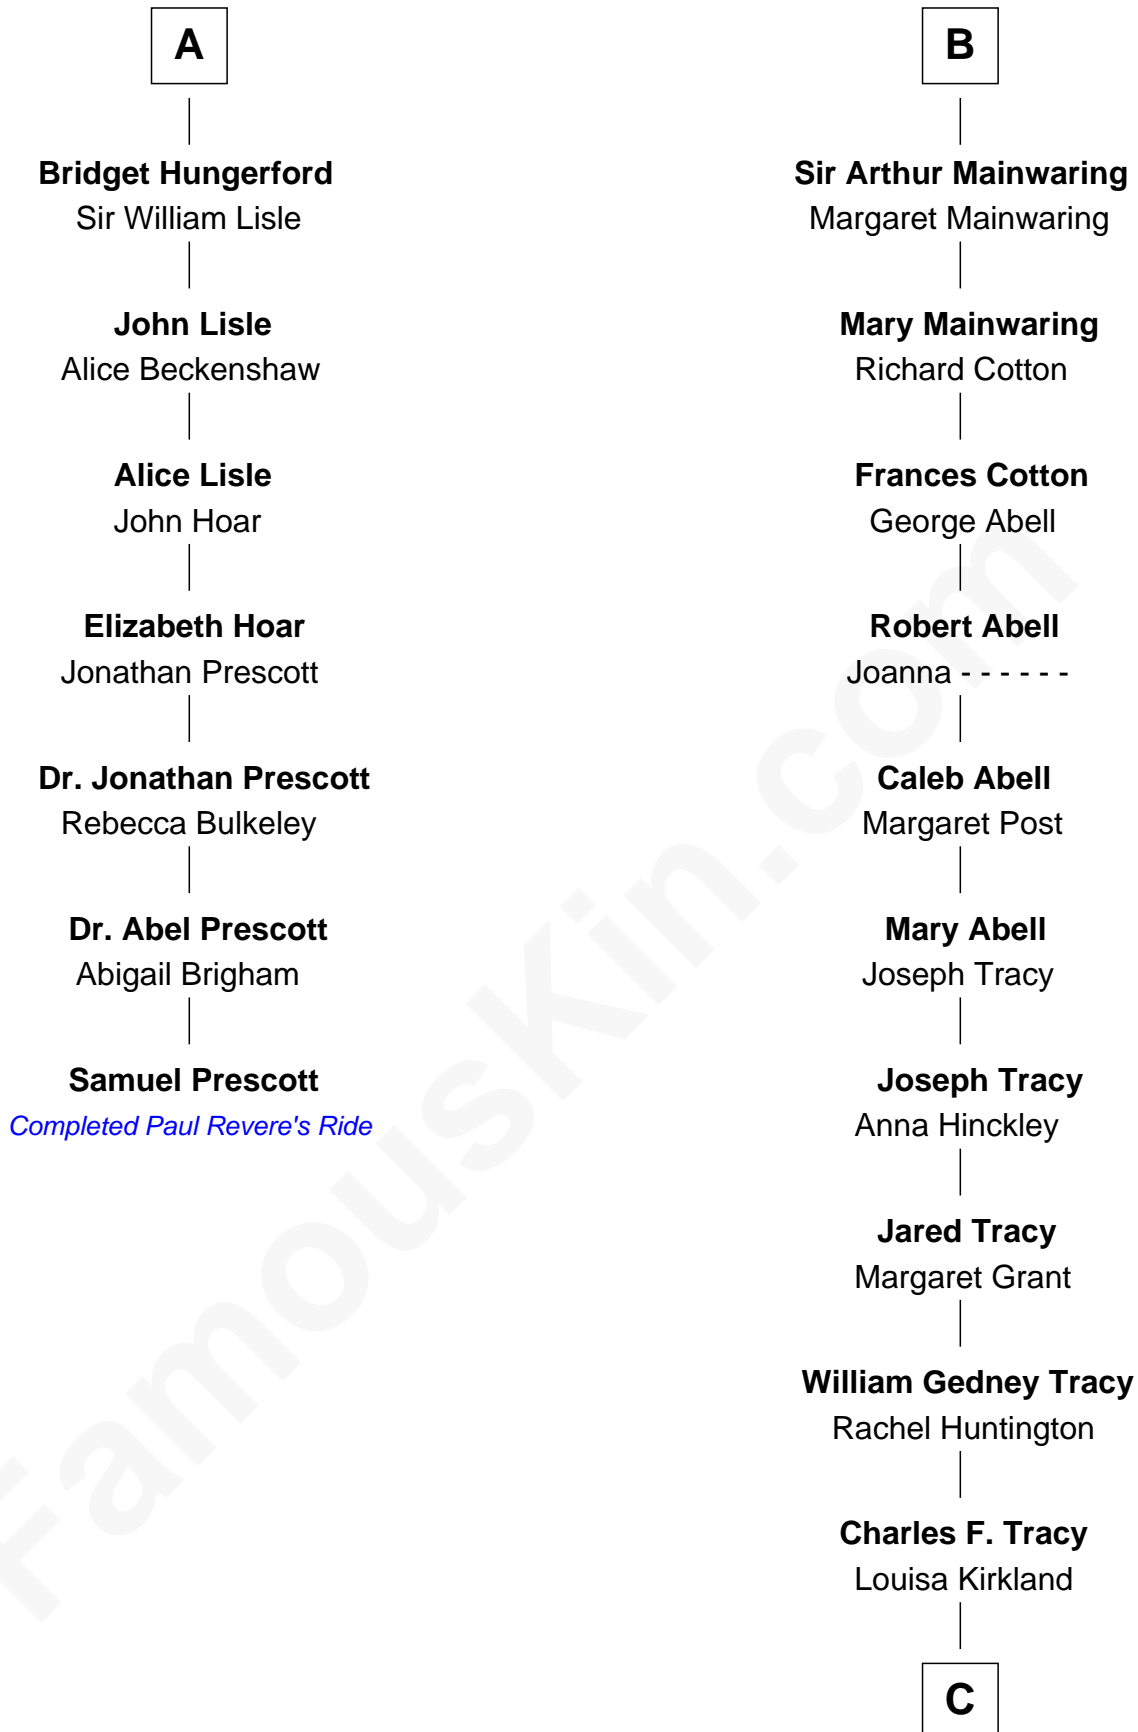 A
Bridget Hungerford
Sir William Lisle
John Lisle
Alice Beckenshaw
Alice Lisle
John Hoar
Elizabeth Hoar
Jonathan Prescott
Dr. Jonathan Prescott
Rebecca Bulkeley
Dr. Abel Prescott
Abigail Brigham
Samuel Prescott
Completed Paul Revere's Ride
B
Sir Arthur Mainwaring
Margaret Mainwaring
Mary Mainwaring
Richard Cotton
Frances Cotton
George Abell
Robert Abell
Joanna - - - - - -
Caleb Abell
Margaret Post
Mary Abell
Joseph Tracy
Joseph Tracy
Anna Hinckley
Jared Tracy
Margaret Grant
William Gedney Tracy
Rachel Huntington
Charles F. Tracy
Louisa Kirkland
C
FamousKin.com